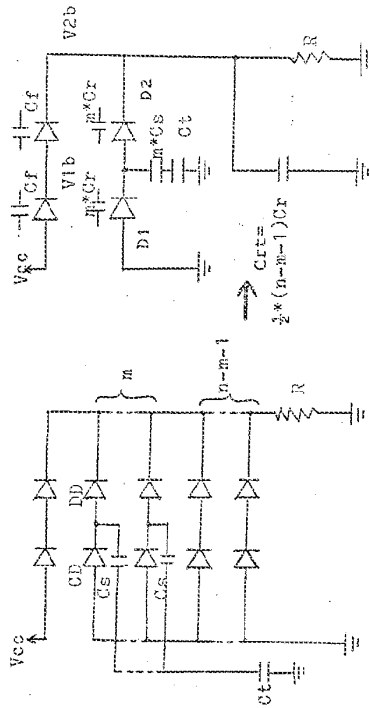 Vcc
CD
DD
Cs
Cs
m
n-m-1
R
Ct
Vcc
Cf
Cf
V1b
V2b
m*Cr
m*Cr
D1
D2
m*Cs
Ct
Crt=
½*(n-m-1)Cr
R